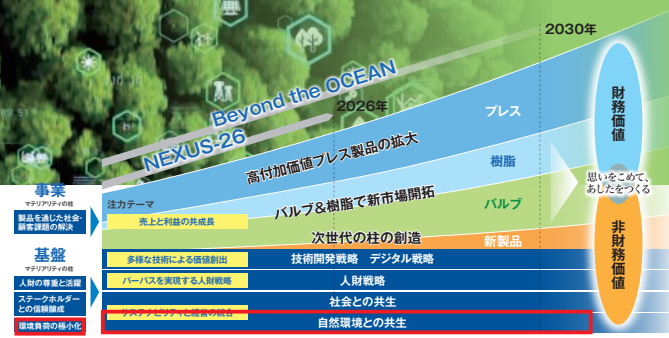 2030年
Beyond the OCEAN
2026年
NEXUS-26
プレス
高付加価値プレス製品の拡大
樹脂
バルブ&樹脂で新市場開拓
バルブ
次世代の柱の創造
新製品
財務価値
思いをこめて、
あしたをつくる
非財務価値
事業
マテリアリティの柱
製品を通じた社会・
顧客課題の解決
注力テーマ
売上と利益の共成長
基盤
マテリアリティの柱
人財の尊重と活躍
ステークホルダー
との信頼醸成
環境負荷の極小化
多様な技術による価値創出
パーパスを実現する人財戦略
サステナビリティと経営の統合
技術開発戦略 デジタル戦略
人財戦略
社会との共生
自然環境との共生